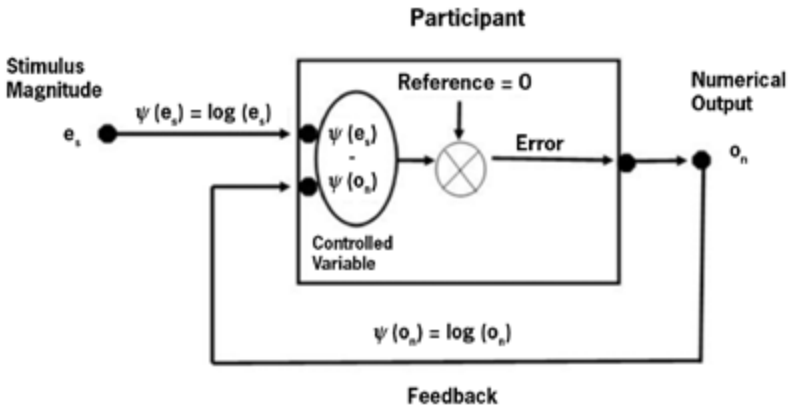 Participant
Stimulus
Magnitude
ψ (eₛ) = log (eₛ)
eₛ
Reference = 0
ψ (eₛ)
-
ψ (oₙ)
Error
Numerical
Output
oₙ
Controlled
Variable
ψ (oₙ) = log (oₙ)
Feedback